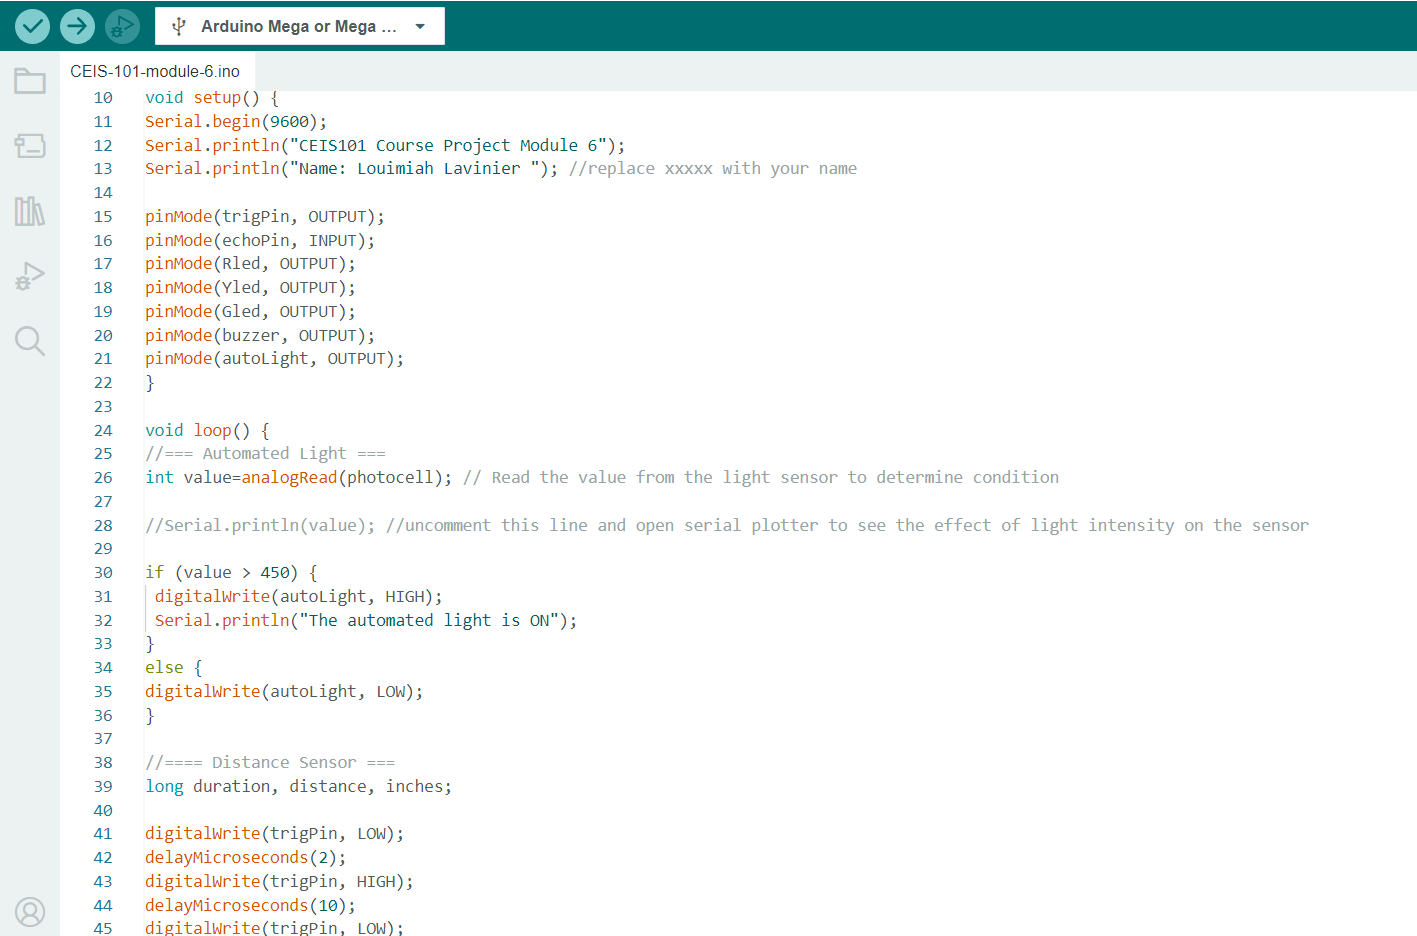 Arduino Mega or Mega ...
CEIS-101-module-6.ino
10 void setup() {
11 Serial.begin(9600);
12 Serial.println("CEIS101 Course Project Module 6");
13 Serial.println("Name: Louimiah Lavinier "); //replace xxxxx with your name
14
15 pinMode(trigPin, OUTPUT);
16 pinMode(echoPin, INPUT);
17 pinMode(Rled, OUTPUT);
18 pinMode(Yled, OUTPUT);
19 pinMode(Gled, OUTPUT);
20 pinMode(buzzer, OUTPUT);
21 pinMode(autoLight, OUTPUT);
22 }
23
24 void loop() {
25 //=== Automated Light ===
26 int value=analogRead(photocell); // Read the value from the light sensor to determine condition
27
28 //Serial.println(value); //uncomment this line and open serial plotter to see the effect of light intensity on the sensor
29
30 if (value > 450) {
31 digitalWrite(autoLight, HIGH);
32 Serial.println("The automated light is ON");
33 }
34 else {
35 digitalWrite(autoLight, LOW);
36 }
37
38 //==== Distance Sensor ===
39 long duration, distance, inches;
40
41 digitalWrite(trigPin, LOW);
42 delayMicroseconds(2);
43 digitalWrite(trigPin, HIGH);
44 delayMicroseconds(10);
45 digitalWrite(trigPin, LOW);